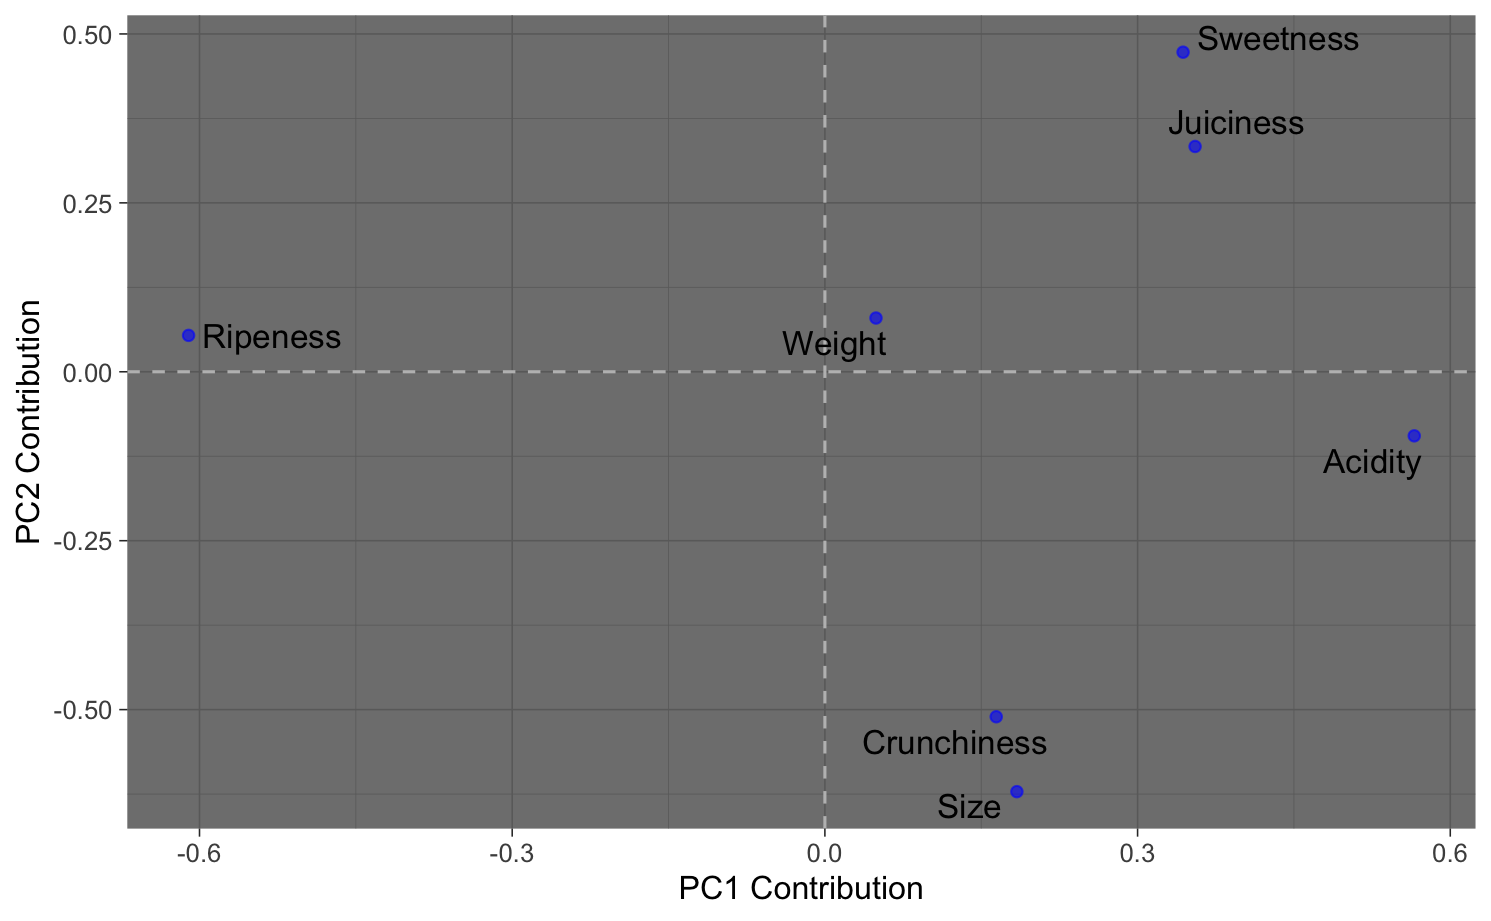 0.50
0.25
0.00
-0.25
-0.50
PC2 Contribution
Sweetness
Juiciness
Ripeness
Weight
Acidity
Crunchiness
Size
-0.6
-0.3
0.0
0.3
0.6
PC1 Contribution